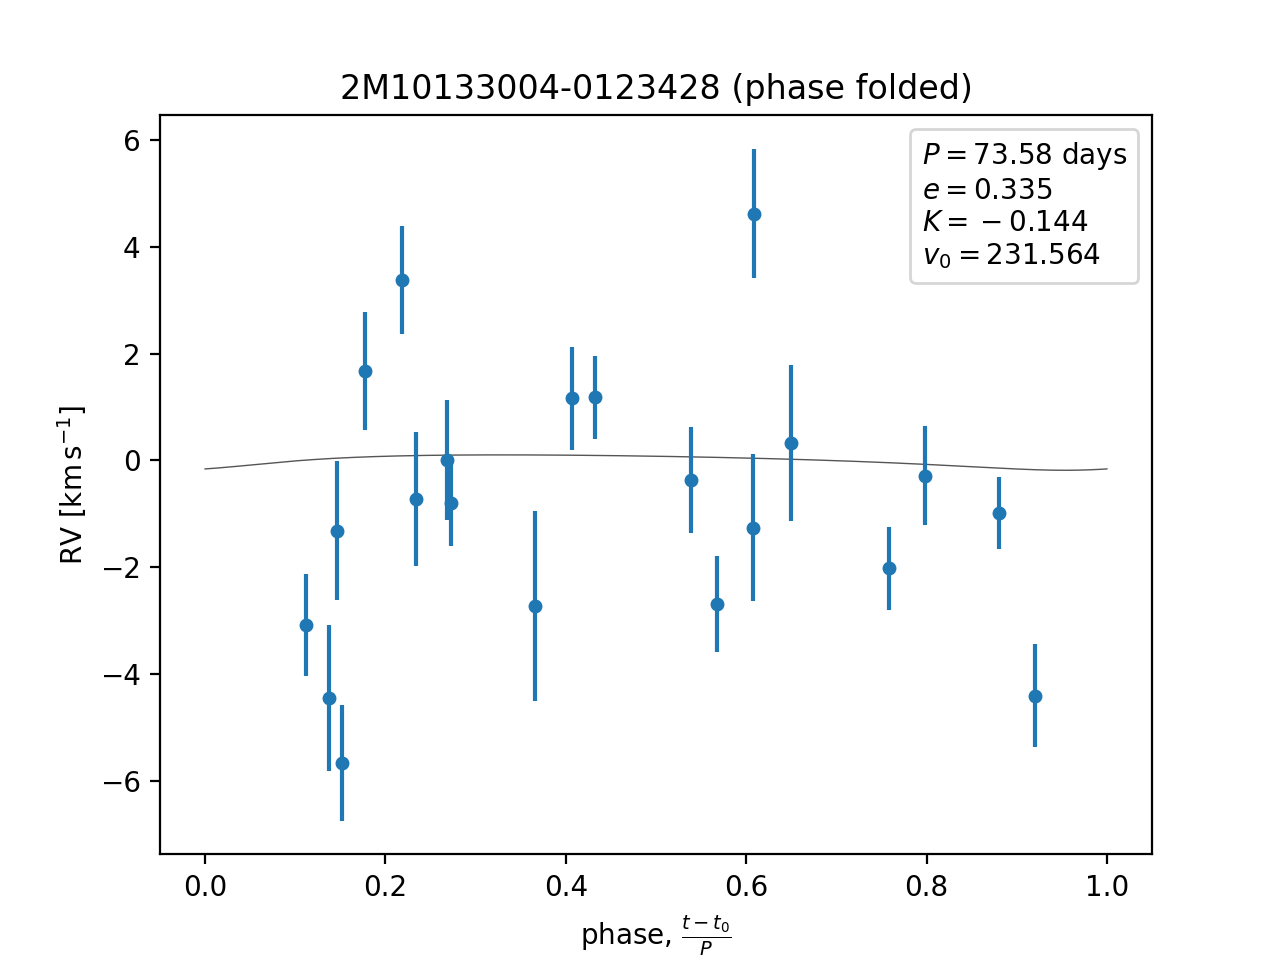 2M10133004-0123428 (phase folded)
P = 73.58 days
e = 0.335
K = −0.144
v₀ = 231.564
6
4
2
0
−2
−4
−6
RV [km s⁻¹]
0.0 0.2 0.4 0.6 0.8 1.0
phase, (t − t₀)/P